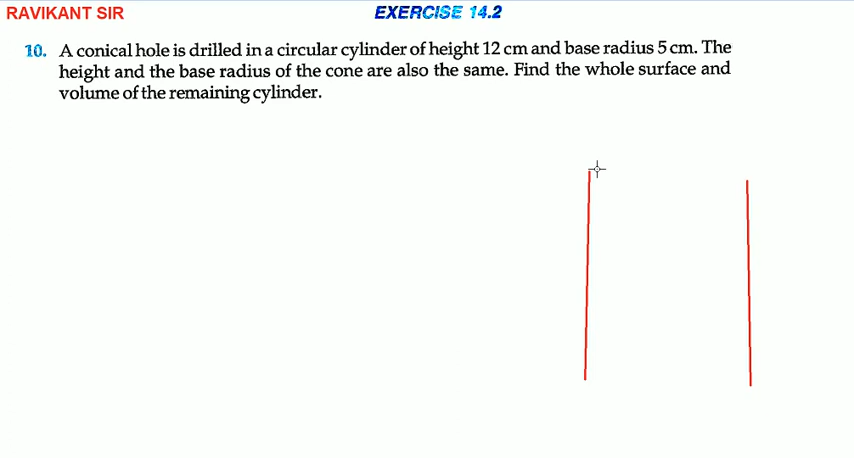 RAVIKANT SIR
EXERCISE 14.2
10. A conical hole is drilled in a circular cylinder of height 12 cm and base radius 5 cm. The
height and the base radius of the cone are also the same. Find the whole surface and
volume of the remaining cylinder.